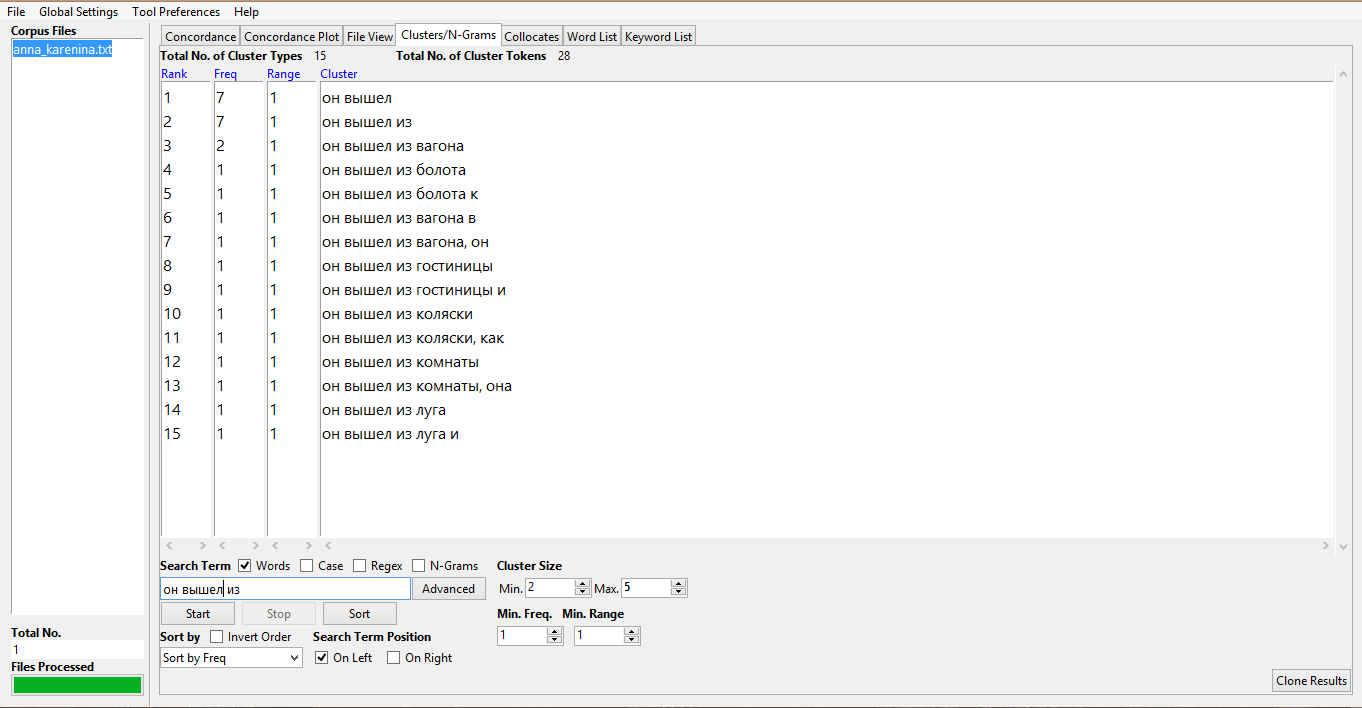 File Global Settings Tool Preferences Help
Corpus Files
anna_karenina.txt
Concordance Concordance Plot File View Clusters/N-Grams Collocates Word List Keyword List
Total No. of Cluster Types 15 Total No. of Cluster Tokens 28
Rank Freq Range Cluster
1 7 1 он вышел
2 7 1 он вышел из
3 2 1 он вышел из вагона
4 1 1 он вышел из болота
5 1 1 он вышел из болота к
6 1 1 он вышел из вагона в
7 1 1 он вышел из вагона, он
8 1 1 он вышел из гостиницы
9 1 1 он вышел из гостиницы и
10 1 1 он вышел из коляски
11 1 1 он вышел из коляски, как
12 1 1 он вышел из комнаты
13 1 1 он вышел из комнаты, она
14 1 1 он вышел из луга
15 1 1 он вышел из луга и
Search Term Words Case Regex N-Grams Cluster Size
он вышел из Advanced Min. 2 Max. 5
Start Stop Sort Min. Freq. Min. Range
Sort by Invert Order Search Term Position 1 1
Sort by Freq On Left On Right
Total No.
1
Files Processed
Clone Results